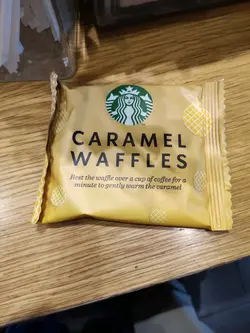 CARAMEL
WAFFLES
Rest the waffle over a cup of coffee for a
minute to gently warm the caramel